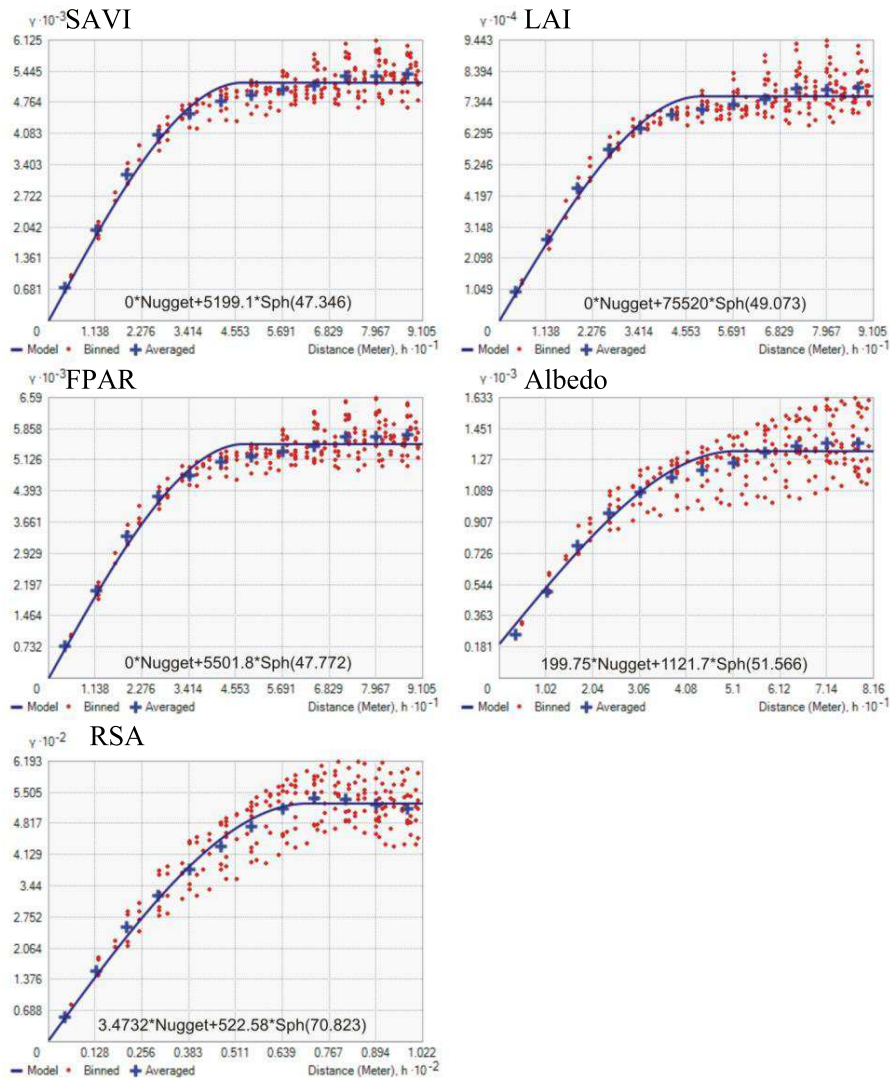 SAVI
γ·10⁻³
6.125
5.445
4.764
4.083
3.403
2.722
2.042
1.361
0.681
0*Nugget+5199.1*Sph(47.346)
0 1.138 2.276 3.414 4.553 5.691 6.829 7.967 9.105
Model Binned Averaged Distance (Meter), h·10⁻¹
LAI
γ·10⁻⁴
9.443
8.394
7.344
6.295
5.246
4.197
3.148
2.098
1.049
0*Nugget+75520*Sph(49.073)
0 1.138 2.276 3.414 4.553 5.691 6.829 7.967 9.105
Model Binned Averaged Distance (Meter), h·10⁻¹
FPAR
γ·10⁻³
6.59
5.858
5.126
4.393
3.661
2.929
2.197
1.464
0.732
0*Nugget+5501.8*Sph(47.772)
0 1.138 2.276 3.414 4.553 5.691 6.829 7.967 9.105
Model Binned Averaged Distance (Meter), h·10⁻¹
Albedo
γ·10⁻³
1.633
1.451
1.27
1.089
0.907
0.726
0.544
0.363
0.181
199.75*Nugget+1121.7*Sph(51.566)
0 1.02 2.04 3.06 4.08 5.1 6.12 7.14 8.16
Model Binned Averaged Distance (Meter), h·10⁻¹
RSA
γ·10⁻²
6.193
5.505
4.817
4.129
3.44
2.752
2.064
1.376
0.688
3.4732*Nugget+522.58*Sph(70.823)
0 0.128 0.256 0.383 0.511 0.639 0.767 0.894 1.022
Model Binned Averaged Distance (Meter), h·10⁻²